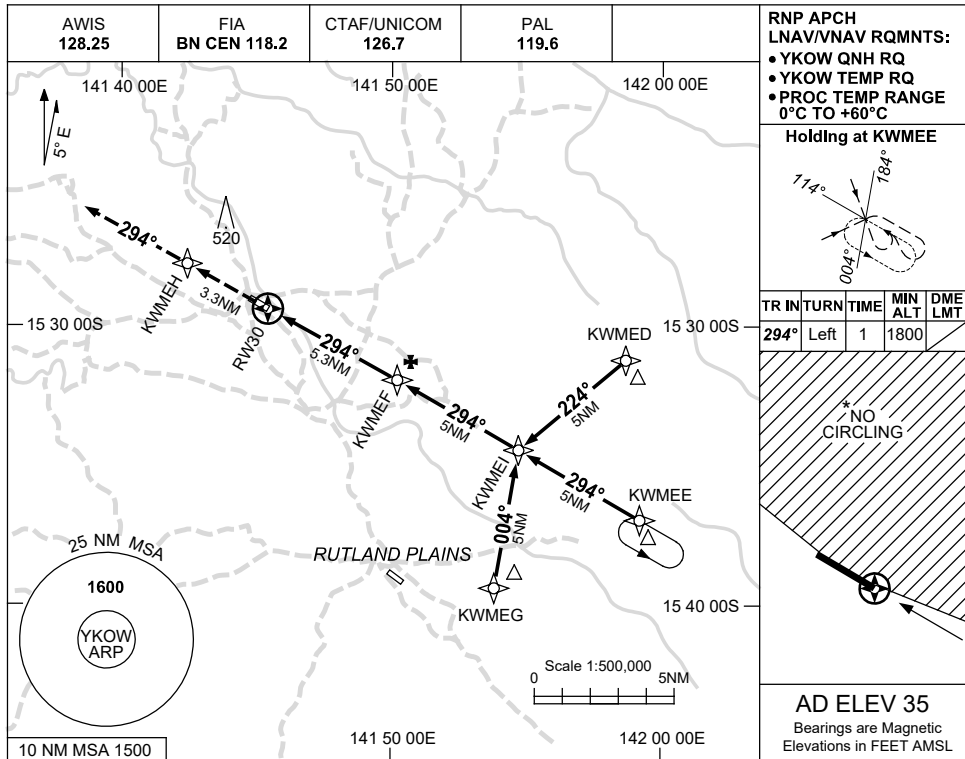 AWIS
128.25
FIA
BN CEN 118.2
CTAF/UNICOM
126.7
PAL
119.6
RNP APCH
LNAV/VNAV RQMNTS:
• YKOW QNH RQ
• YKOW TEMP RQ
• PROC TEMP RANGE
0°C TO +60°C
141 40 00E
141 50 00E
142 00 00E
5° E
Holding at KWMEE
184°
114°
004°
TR IN TURN TIME MIN ALT DME LMT
294° Left 1 1800
294°
520
KWMEH
3.3NM
RW30
15 30 00S
15 30 00S
294°
5.3NM
KWMEF
KWMED
224°
5NM
294°
5NM
KWMEI
294°
5NM
KWMEE
004°
5NM
KWMEG
RUTLAND PLAINS
*NO
CIRCLING
25 NM MSA
1600
YKOW
ARP
15 40 00S
Scale 1:500,000
0 5NM
10 NM MSA 1500
141 50 00E
142 00 00E
AD ELEV 35
Bearings are Magnetic
Elevations in FEET AMSL